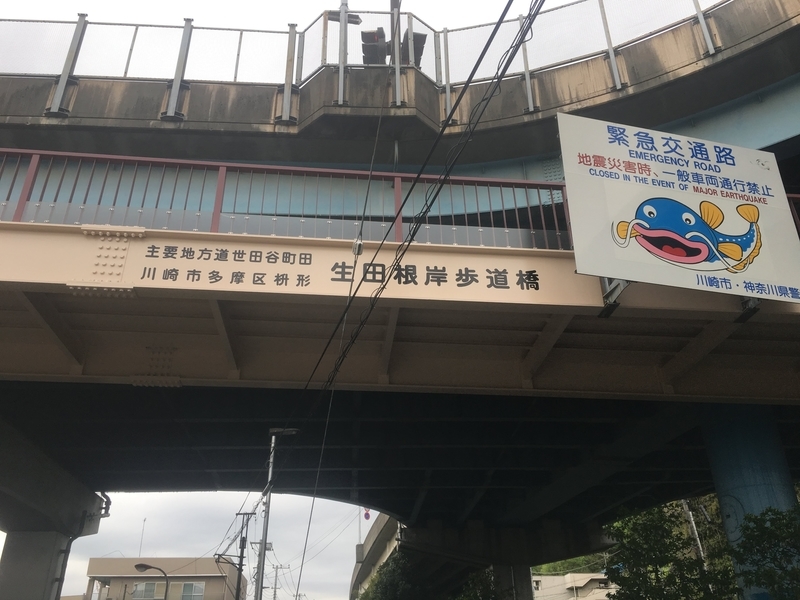 主要地方道世田谷町田
川崎市多摩区枡形
生田根岸歩道橋
緊急交通路
EMERGENCY ROAD
地震災害時、一般車両通行禁止
CLOSED IN THE EVENT OF MAJOR EARTHQUAKE
川崎市・神奈川県警